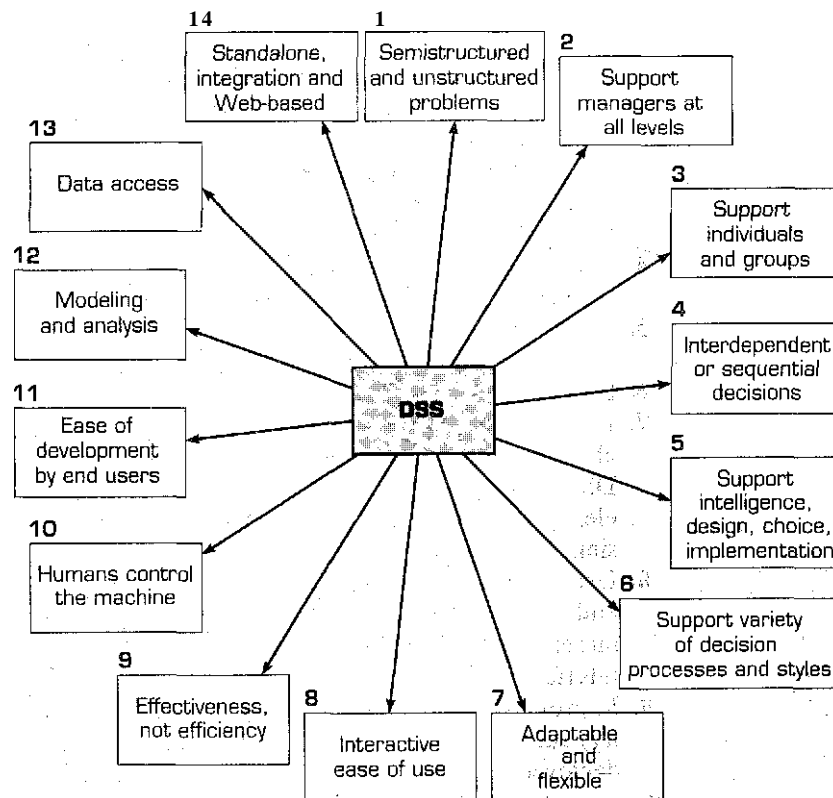 14
Standalone,
integration and
Web-based
1
Semistructured
and unstructured
problems
2
Support
managers at
all levels
3
Support
individuals
and groups
4
Interdependent
or sequential
decisions
5
Support
intelligence,
design, choice,
implementation
6
Support variety
of decision
processes and styles
7
Adaptable
and
flexible
8
Interactive
ease of use
9
Effectiveness,
not efficiency
10
Humans control
the machine
11
Ease of
development
by end users
12
Modeling
and analysis
13
Data access
DSS